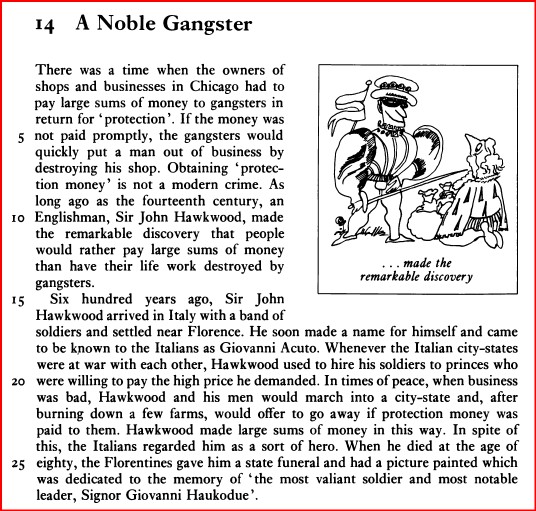 14 A Noble Gangster
There was a time when the owners of
shops and businesses in Chicago had to
pay large sums of money to gangsters in
return for 'protection'. If the money was
5 not paid promptly, the gangsters would
quickly put a man out of business by
destroying his shop. Obtaining 'protec-
tion money' is not a modern crime. As
long ago as the fourteenth century, an
10 Englishman, Sir John Hawkwood, made
the remarkable discovery that people
would rather pay large sums of money
than have their life work destroyed by
gangsters.
... made the
remarkable discovery
15 Six hundred years ago, Sir John
Hawkwood arrived in Italy with a band of
soldiers and settled near Florence. He soon made a name for himself and came
to be known to the Italians as Giovanni Acuto. Whenever the Italian city-states
were at war with each other, Hawkwood used to hire his soldiers to princes who
20 were willing to pay the high price he demanded. In times of peace, when business
was bad, Hawkwood and his men would march into a city-state and, after
burning down a few farms, would offer to go away if protection money was
paid to them. Hawkwood made large sums of money in this way. In spite of
this, the Italians regarded him as a sort of hero. When he died at the age of
25 eighty, the Florentines gave him a state funeral and had a picture painted which
was dedicated to the memory of 'the most valiant soldier and most notable
leader, Signor Giovanni Haukodue'.